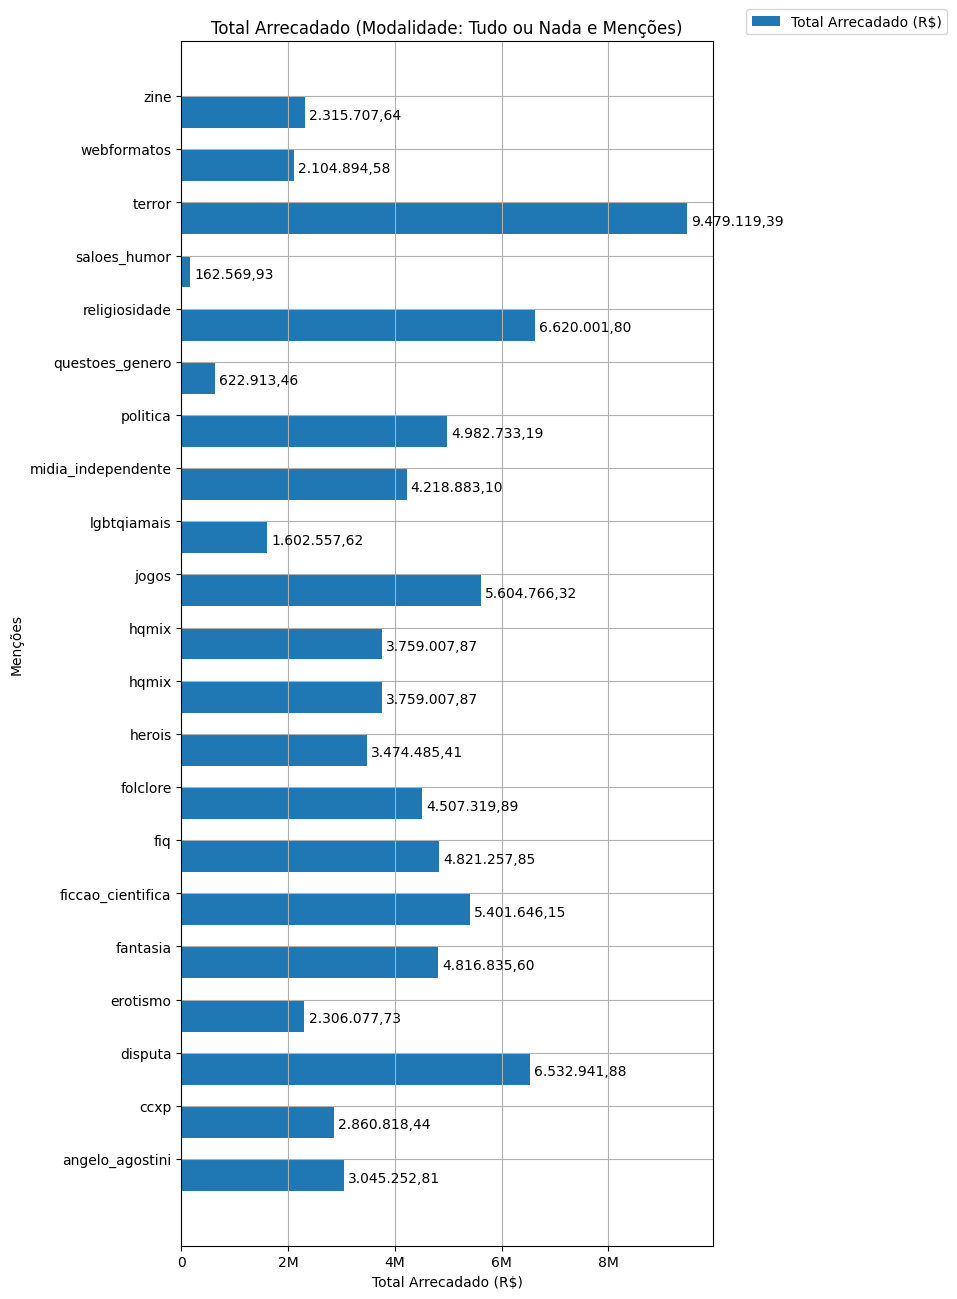 Total Arrecadado (Modalidade: Tudo ou Nada e Menções)
Total Arrecadado (R$)
zine
2.315.707,64
webformatos
2.104.894,58
terror
9.479.119,39
saloes_humor
162.569,93
religiosidade
6.620.001,80
questoes_genero
622.913,46
politica
4.982.733,19
midia_independente
4.218.883,10
lgbtqiamais
1.602.557,62
jogos
5.604.766,32
hqmix
3.759.007,87
hqmix
3.759.007,87
herois
3.474.485,41
folclore
4.507.319,89
fiq
4.821.257,85
ficcao_cientifica
5.401.646,15
fantasia
4.816.835,60
erotismo
2.306.077,73
disputa
6.532.941,88
ccxp
2.860.818,44
angelo_agostini
3.045.252,81
Menções
0 2M 4M 6M 8M
Total Arrecadado (R$)